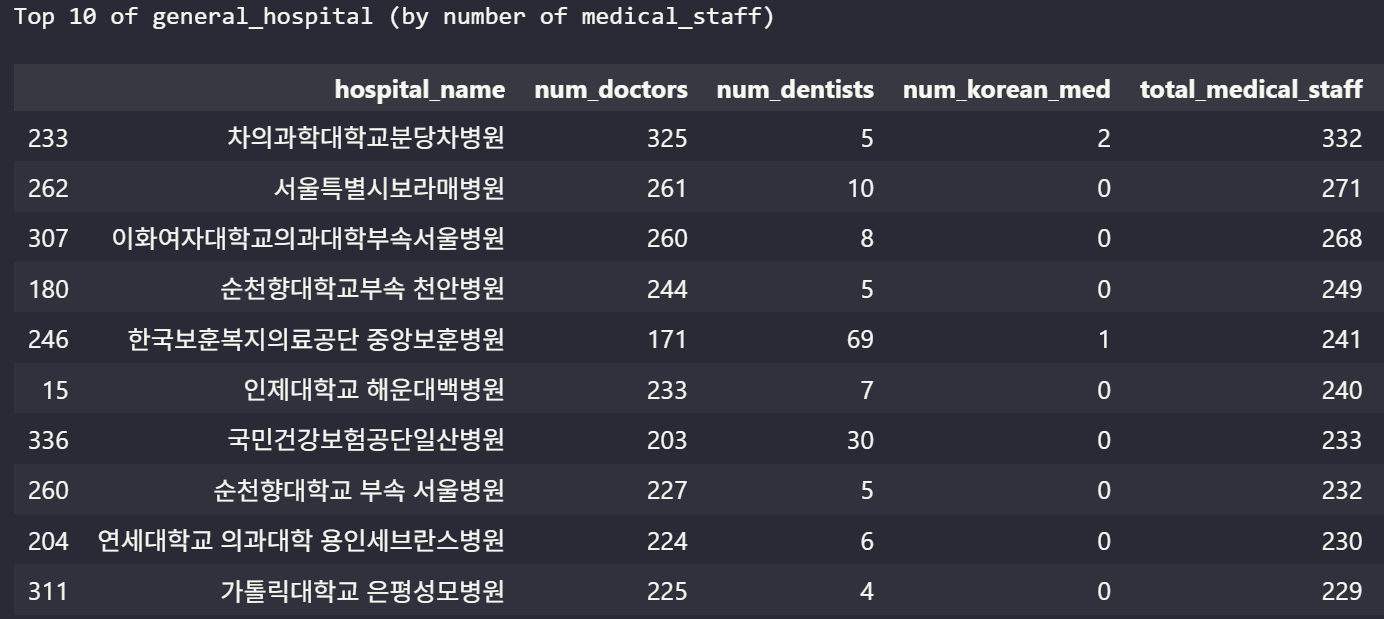 Top 10 of general_hospital (by number of medical_staff)
hospital_name num_doctors num_dentists num_korean_med total_medical_staff
233 차의과학대학교분당차병원 325 5 2 332
262 서울특별시보라매병원 261 10 0 271
307 이화여자대학교의과대학부속서울병원 260 8 0 268
180 순천향대학교부속 천안병원 244 5 0 249
246 한국보훈복지의료공단 중앙보훈병원 171 69 1 241
15 인제대학교 해운대백병원 233 7 0 240
336 국민건강보험공단일산병원 203 30 0 233
260 순천향대학교 부속 서울병원 227 5 0 232
204 연세대학교 의과대학 용인세브란스병원 224 6 0 230
311 가톨릭대학교 은평성모병원 225 4 0 229